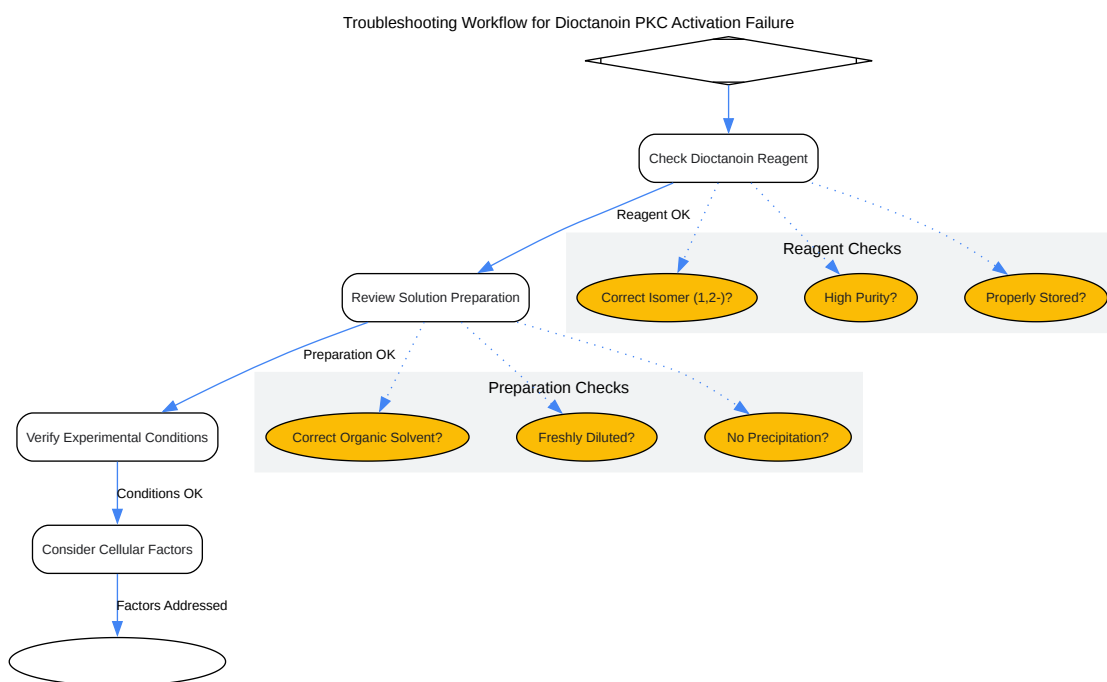 Troubleshooting Workflow for Dioctanoin PKC Activation Failure
Check Dioctanoin Reagent
Reagent OK
Reagent Checks
Review Solution Preparation
Correct Isomer (1,2-)?
High Purity?
Properly Stored?
Preparation OK
Preparation Checks
Verify Experimental Conditions
Correct Organic Solvent?
Freshly Diluted?
No Precipitation?
Conditions OK
Consider Cellular Factors
Factors Addressed